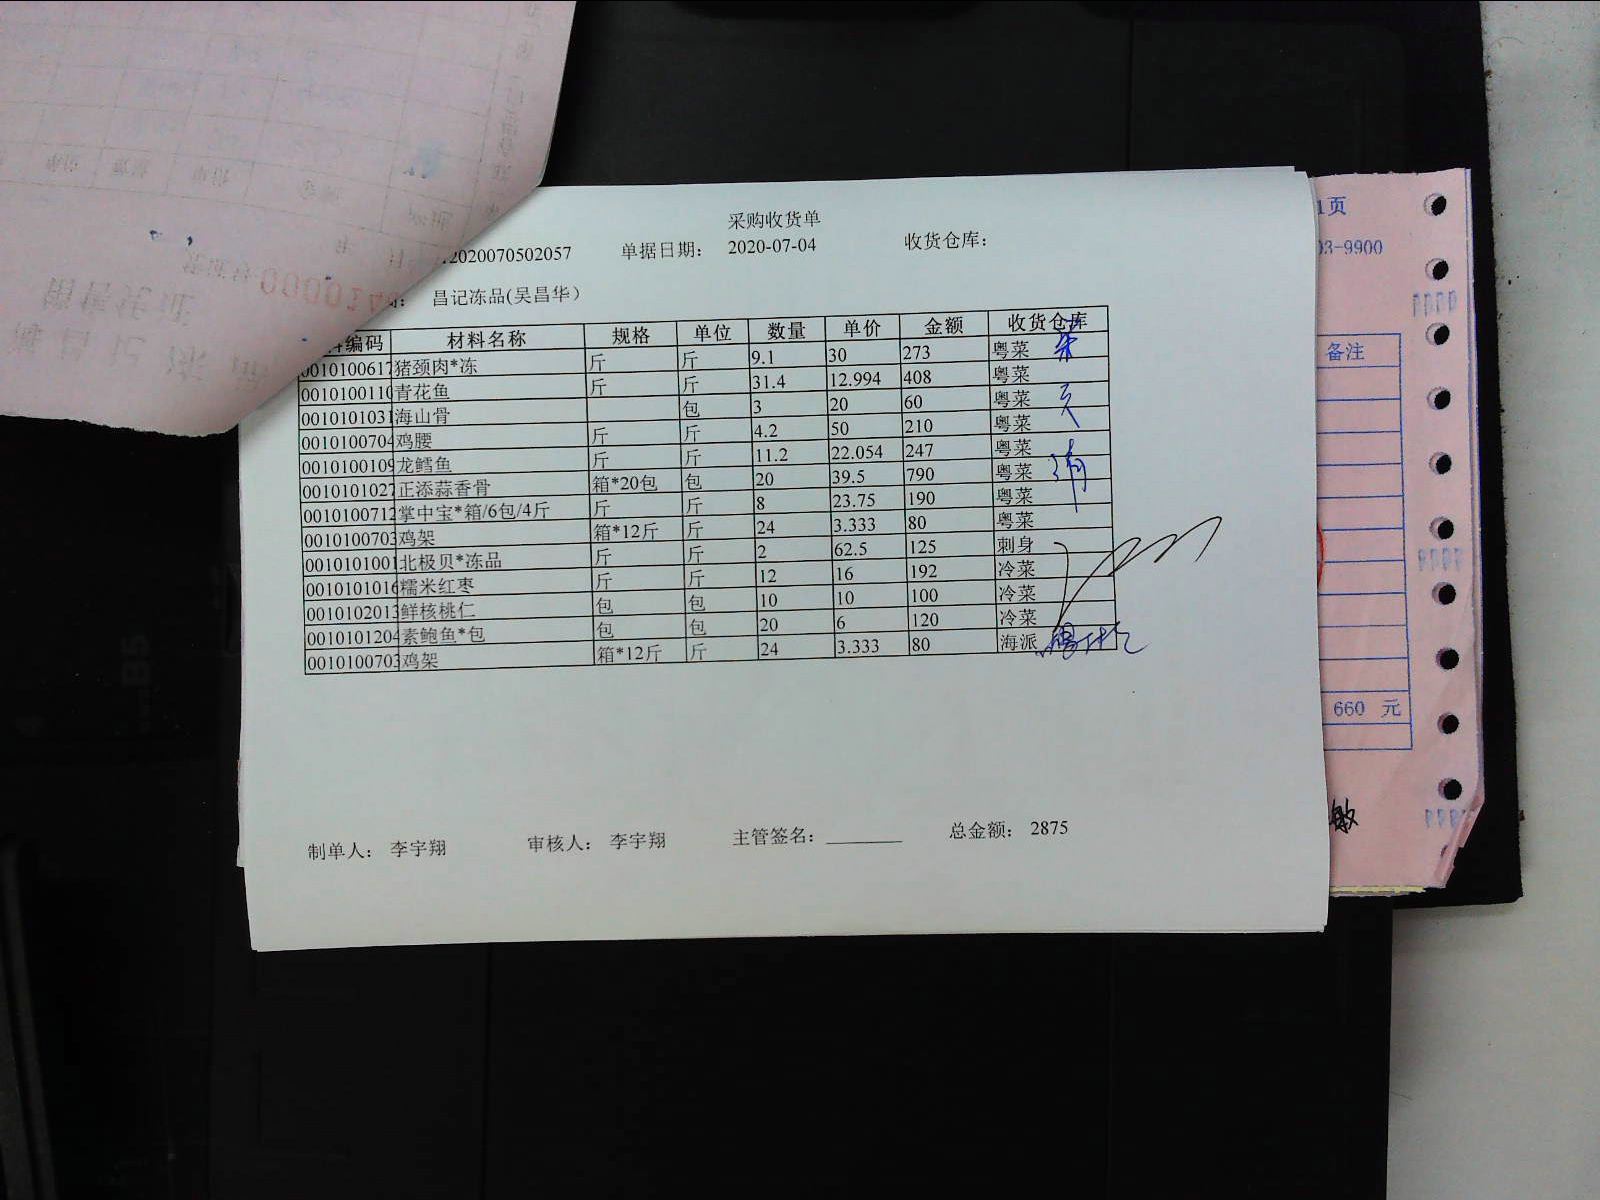 采购收货单
2020070502057 单据日期： 2020-07-04 收货仓库：
昌记冻品(吴昌华）
编码 材料名称 规格 单位 数量 单价 金额 收货仓库
0010100617 猪颈肉*冻 斤 斤 9.1 30 273 粤菜
0010100110 青花鱼 斤 斤 31.4 12.994 408 粤菜
0010101031 海山骨 包 3 20 60 粤菜
0010100704 鸡腰 斤 斤 4.2 50 210 粤菜
0010100109 龙鳕鱼 斤 斤 11.2 22.054 247 粤菜
0010101027 正添蒜香骨 箱*20包 包 20 39.5 790 粤菜
0010100712 掌中宝*箱/6包/4斤 斤 斤 8 23.75 190 粤菜
0010100703 鸡架 箱*12斤 斤 24 3.333 80 粤菜
0010101001 北极贝*冻品 斤 斤 2 62.5 125 刺身
0010101016 糯米红枣 斤 斤 12 16 192 冷菜
0010102013 鲜核桃仁 包 包 10 10 100 冷菜
0010101204 素鲍鱼*包 包 包 20 6 120 冷菜
0010100703 鸡架 箱*12斤 斤 24 3.333 80 海派
制单人： 李宇翔 审核人： 李宇翔 主管签名： 总金额： 2875
1页
03-9900
备注
660 元
敏